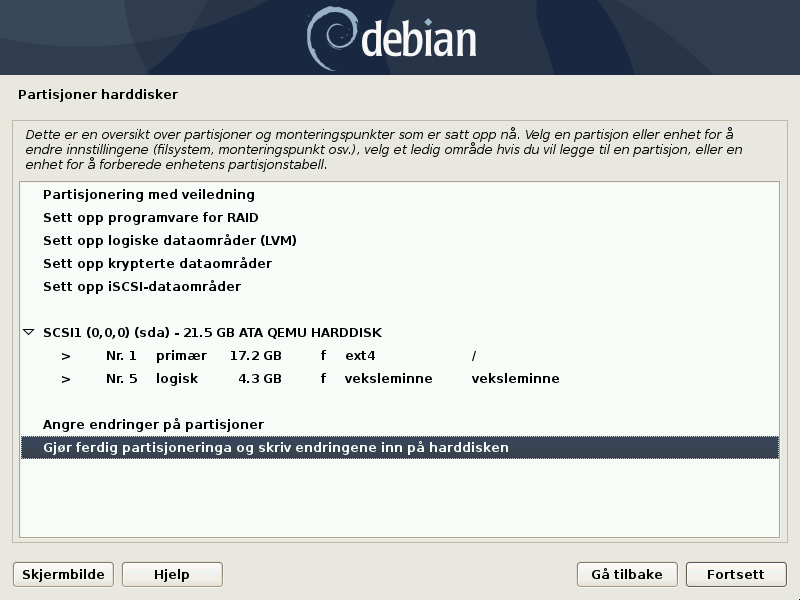 debian
Partisjoner harddisker
Dette er en oversikt over partisjoner og monteringspunkter som er satt opp nå. Velg en partisjon eller enhet for å
endre innstillingene (filsystem, monteringspunkt osv.), velg et ledig område hvis du vil legge til en partisjon, eller en
enhet for å forberede enhetens partisjonstabell.
Partisjonering med veiledning
Sett opp programvare for RAID
Sett opp logiske dataområder (LVM)
Sett opp krypterte dataområder
Sett opp iSCSI-dataområder
SCSI1 (0,0,0) (sda) - 21.5 GB ATA QEMU HARDDISK
> Nr. 1 primær 17.2 GB f ext4 /
> Nr. 5 logisk 4.3 GB f veksleminne veksleminne
Angre endringer på partisjoner
Gjør ferdig partisjoneringa og skriv endringene inn på harddisken
Skjermbilde Hjelp Gå tilbake Fortsett